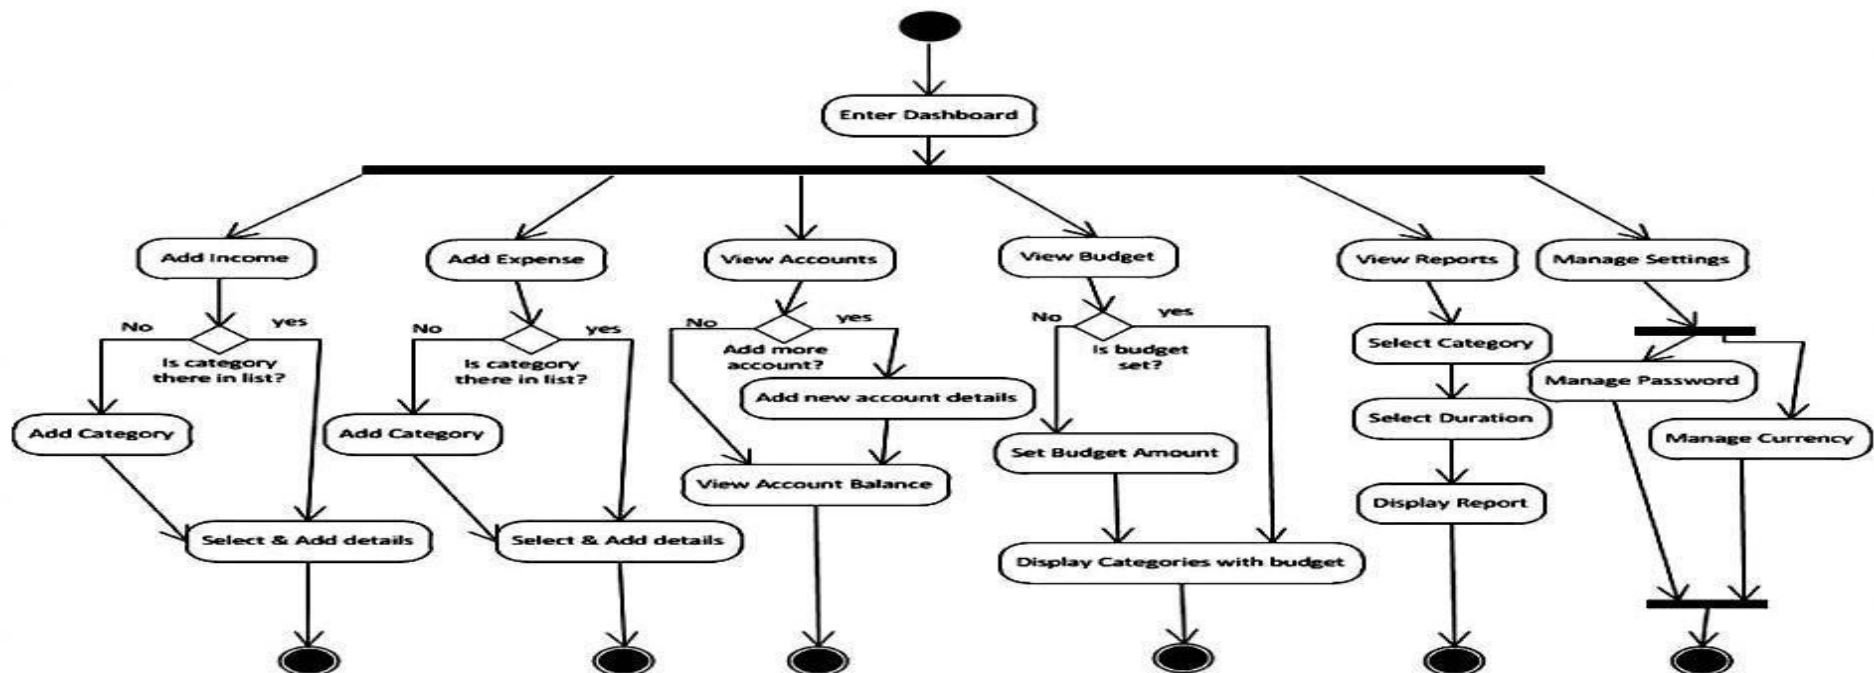 Enter Dashboard
Add Income
Add Expense
View Accounts
View Budget
View Reports
Manage Settings
No
yes
Is category
there in list?
Add Category
Select & Add details
No
yes
Is category
there in list?
Add Category
Select & Add details
No
yes
Add more
account?
Add new account details
View Account Balance
No
yes
Is budget
set?
Set Budget Amount
Display Categories with budget
Select Category
Select Duration
Display Report
Manage Password
Manage Currency